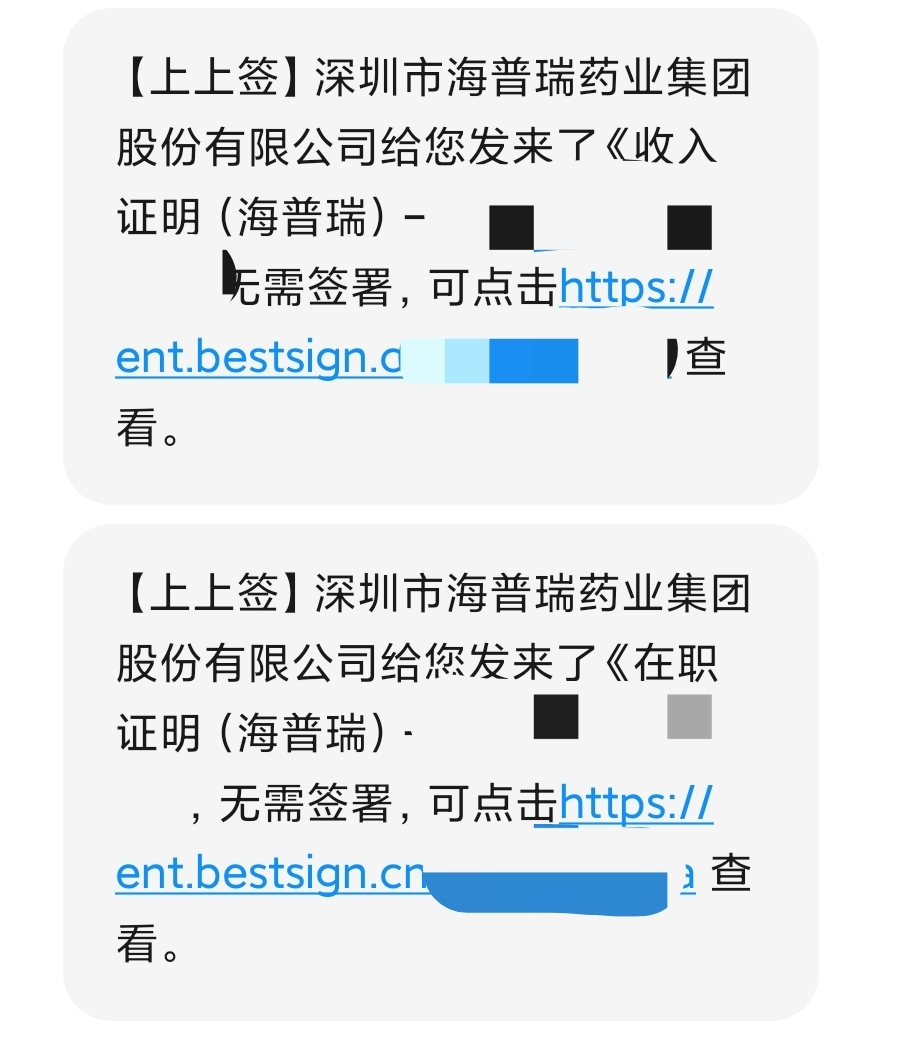 【上上签】深圳市海普瑞药业集团
股份有限公司给您发来了《收入
证明（海普瑞）-
无需签署，可点击https://
ent.bestsign.c 查
看。
【上上签】深圳市海普瑞药业集团
股份有限公司给您发来了《在职
证明（海普瑞）-
，无需签署，可点击https://
ent.bestsign.cn a 查
看。